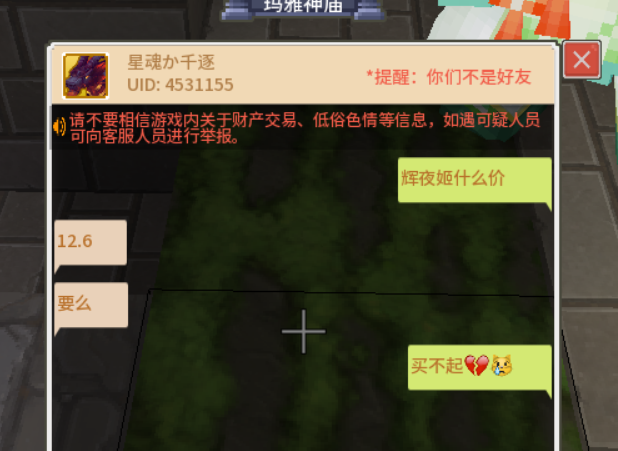 玛雅神庙
星魂か千逐
UID: 4531155
*提醒：你们不是好友
请不要相信游戏内关于财产交易、低俗色情等信息，如遇可疑人员
可向客服人员进行举报。
辉夜姬什么价
12.6
要么
买不起💔😿